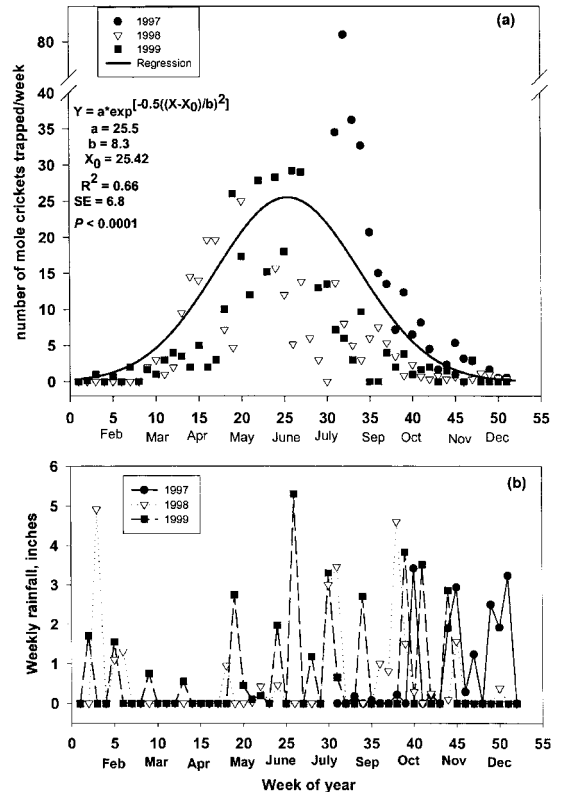 (a)
1997
1998
1999
Regression
number of mole crickets trapped/week
80
40
35
30
25
20
15
10
5
0
Y = a*exp[-0.5((X-X0)/b)2]
a = 25.5
b = 8.3
X0 = 25.42
R2 = 0.66
SE = 6.8
P < 0.0001
0 5 10 15 20 25 30 35 40 45 50 55
Feb Mar Apr May June July Sep Oct Nov Dec
(b)
1997
1998
1999
Weekly rainfall, inches
6
5
4
3
2
1
0
0 5 10 15 20 25 30 35 40 45 50 55
Feb Mar Apr May June July Sep Oct Nov Dec
Week of year